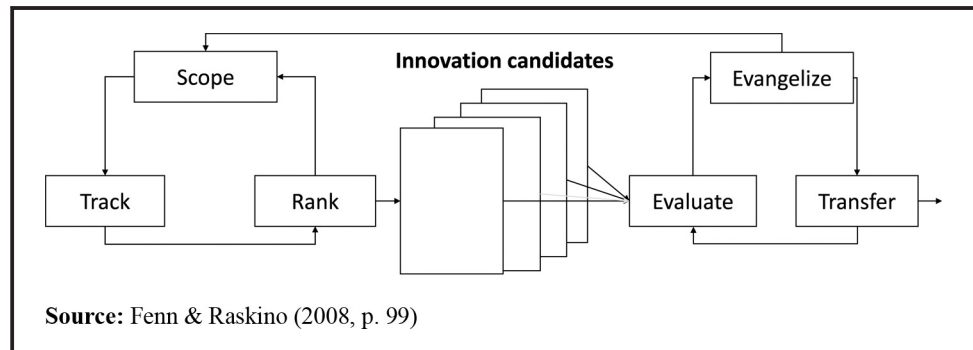 Innovation candidates
Scope
Evangelize
Track
Rank
Evaluate
Transfer
Source: Fenn & Raskino (2008, p. 99)